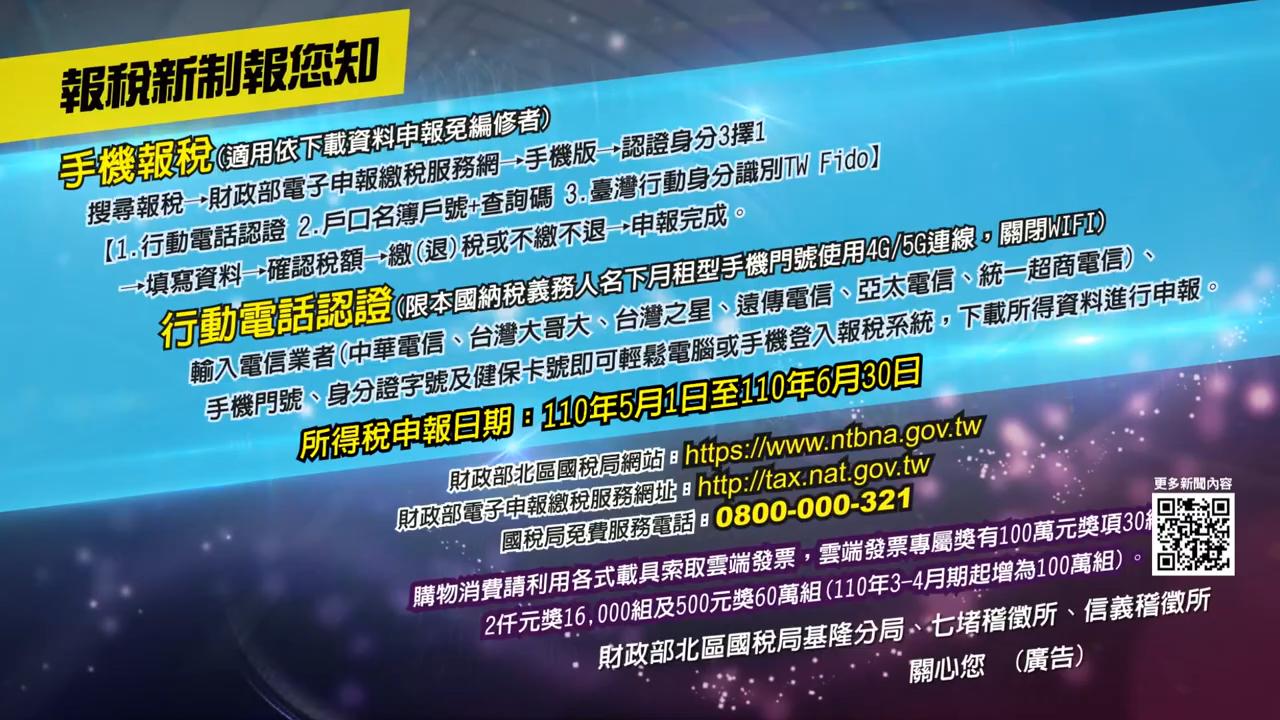 報稅新制報您知
手機報稅(適用依下載資料申報免編修者)
搜尋報稅→財政部電子申報繳稅服務網→手機版→認證身分3擇1
【1.行動電話認證 2.戶口名簿戶號+查詢碼 3.臺灣行動身分識別TW Fido】
→填寫資料→確認稅額→繳(退)稅或不繳不退→申報完成。
行動電話認證(限本國納稅義務人名下月租型手機門號使用4G/5G連線，關閉WIFI)
輸入電信業者(中華電信、台灣大哥大、台灣之星、遠傳電信、亞太電信、統一超商電信)、
手機門號、身分證字號及健保卡號即可輕鬆電腦或手機登入報稅系統，下載所得資料進行申報。
所得稅申報日期：110年5月1日至110年6月30日
財政部北區國稅局網站：https://www.ntbna.gov.tw
財政部電子申報繳稅服務網址：http://tax.nat.gov.tw
國稅局免費服務電話：0800-000-321
更多新聞內容
購物消費請利用各式載具索取雲端發票，雲端發票專屬獎有100萬元獎項30
2仟元獎16,000組及500元獎60萬組(110年3-4月期起增為100萬組)。
財政部北區國稅局基隆分局、七堵稽徵所、信義稽徵所
關心您 (廣告)